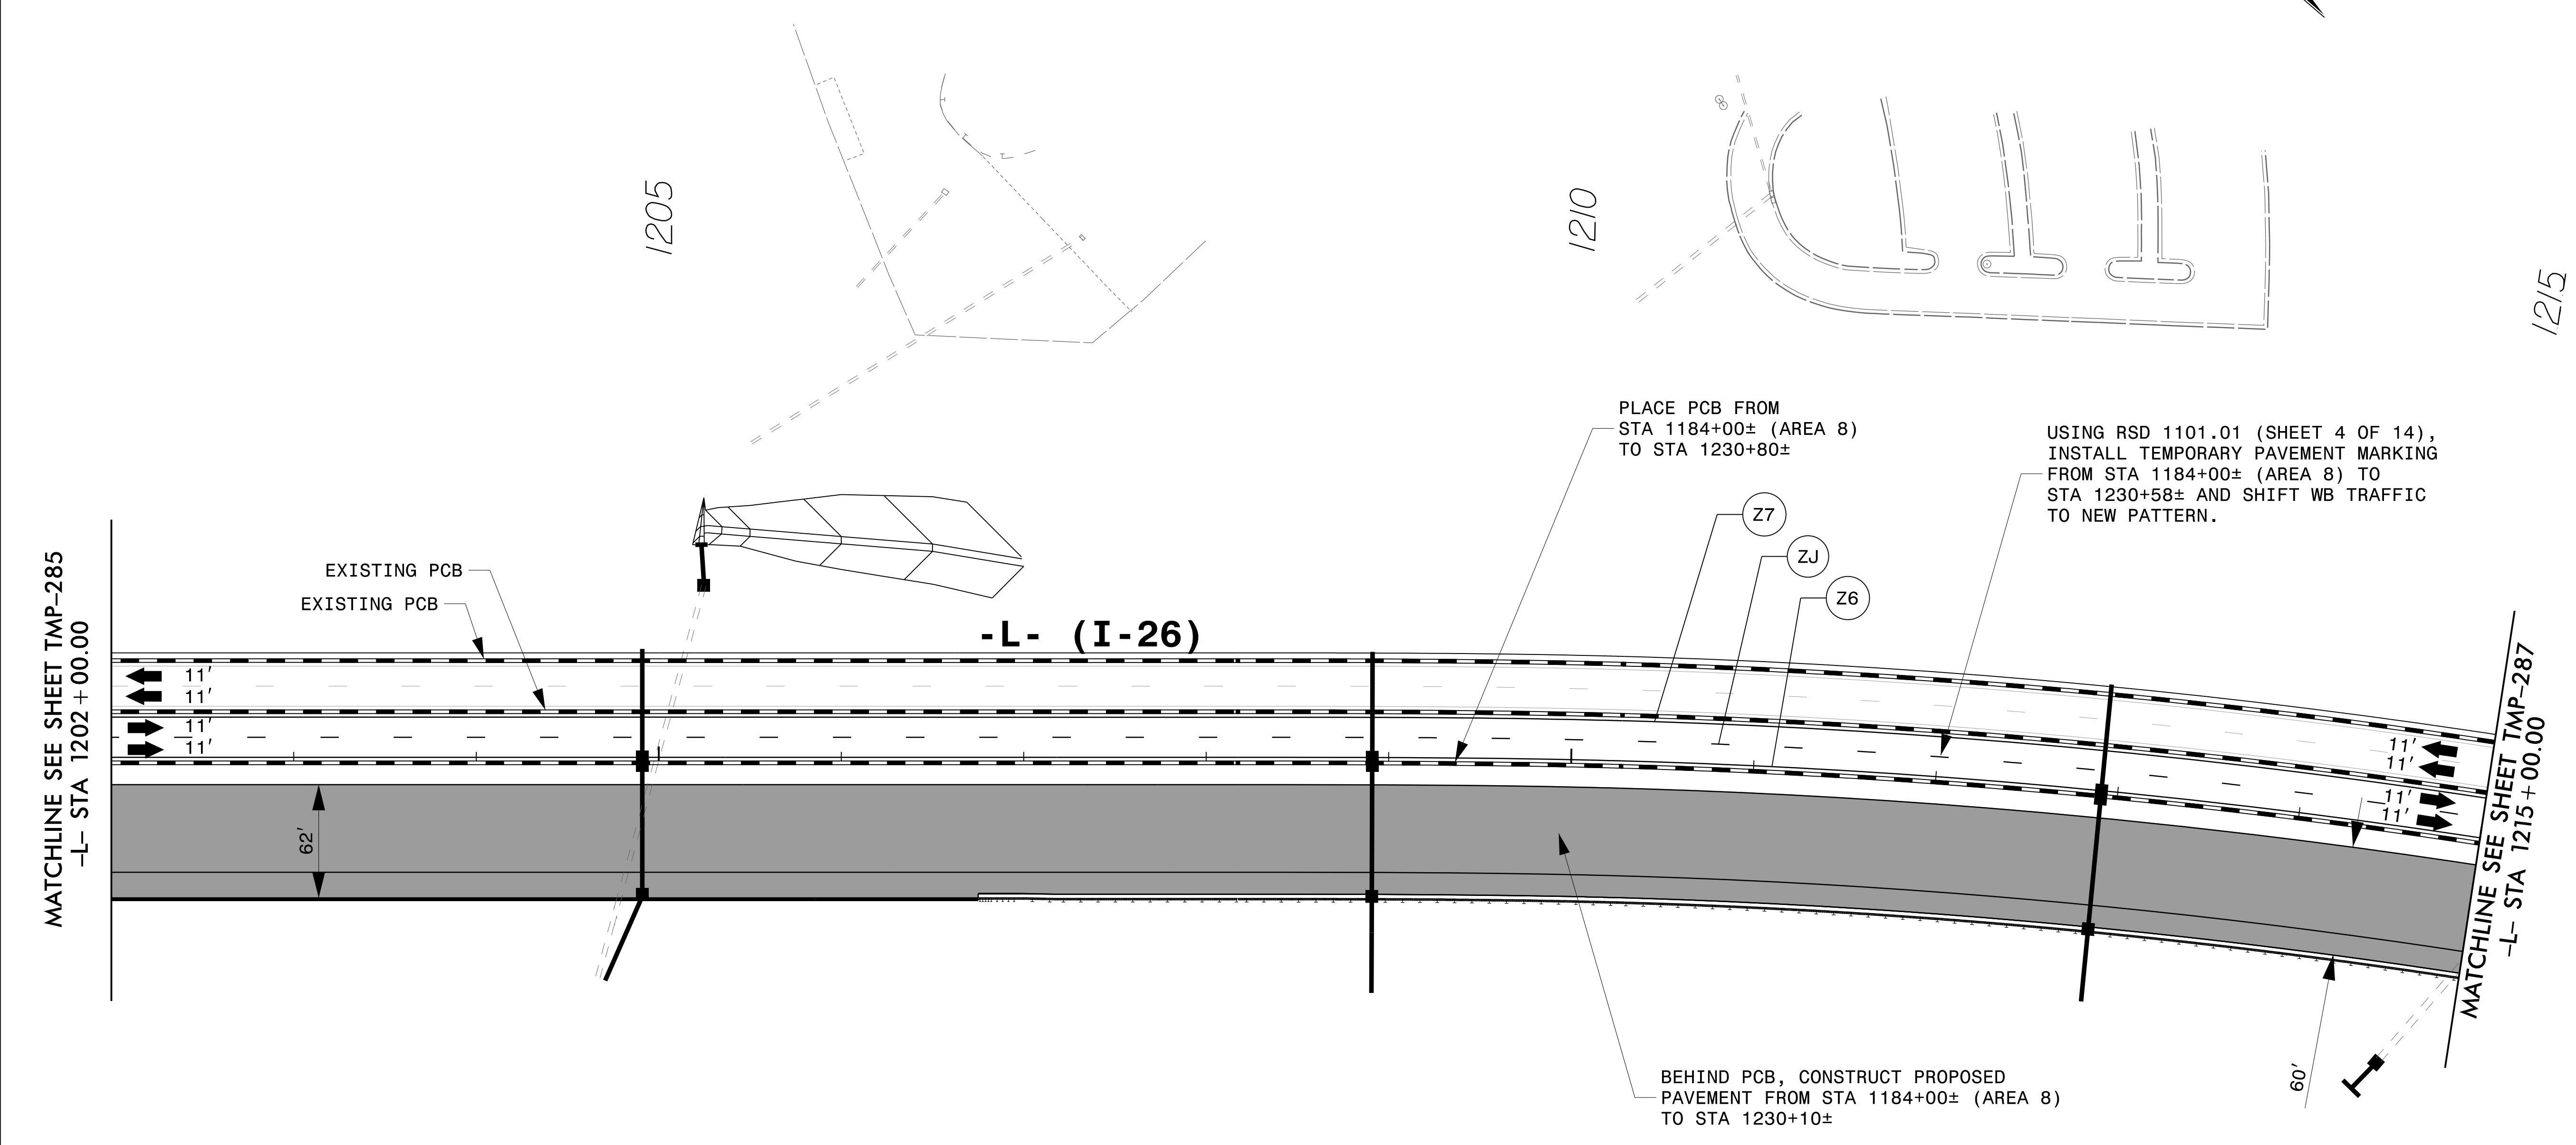 1205
1210
1215
PLACE PCB FROM
STA 1184+00± (AREA 8)
TO STA 1230+80±
USING RSD 1101.01 (SHEET 4 OF 14),
INSTALL TEMPORARY PAVEMENT MARKING
FROM STA 1184+00± (AREA 8) TO
STA 1230+58± AND SHIFT WB TRAFFIC
TO NEW PATTERN.
Z7
ZJ
Z6
EXISTING PCB
EXISTING PCB
-L- (I-26)
MATCHLINE SEE SHEET TMP-285
-L- STA 1202+00.00
11'
11'
11'
11'
62'
11'
11'
11'
11'
MATCHLINE SEE SHEET TMP-287
-L- STA 1215+00.00
60'
BEHIND PCB, CONSTRUCT PROPOSED
PAVEMENT FROM STA 1184+00± (AREA 8)
TO STA 1230+10±